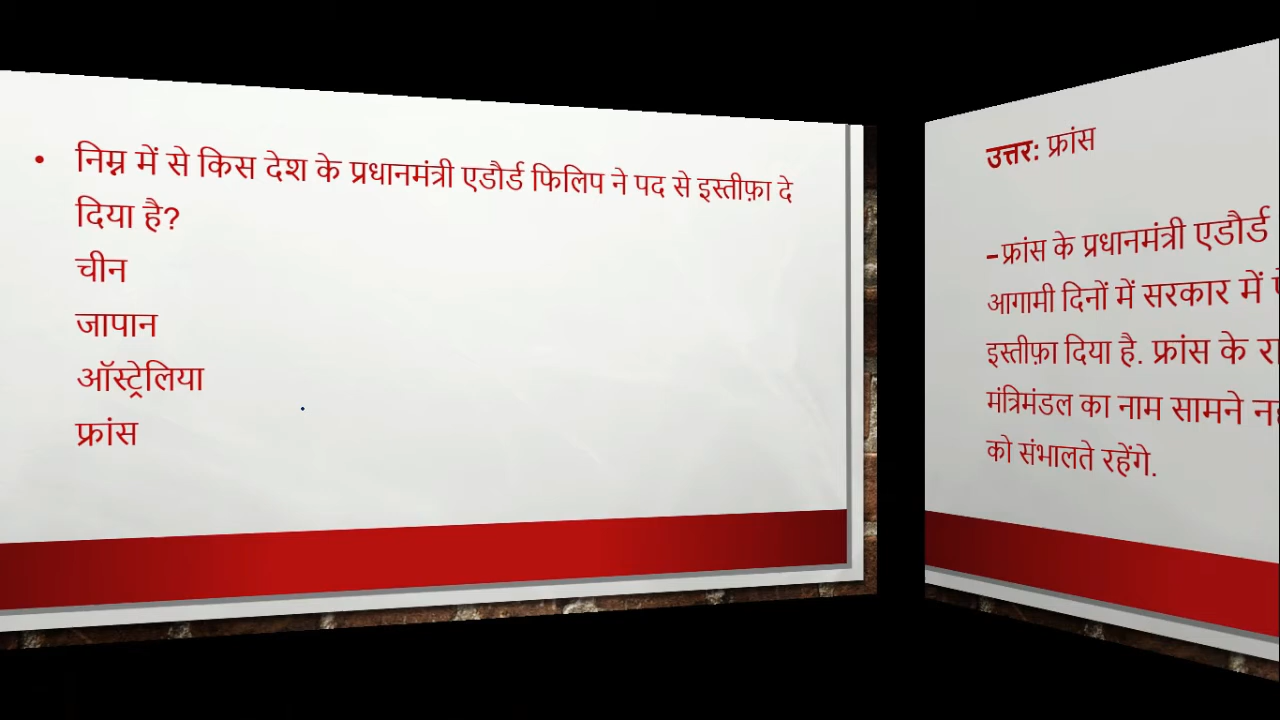 • निम्न में से किस देश के प्रधानमंत्री एडौर्ड फिलिप ने पद से इस्तीफ़ा दे
दिया है?
चीन
जापान
ऑस्ट्रेलिया
फ्रांस
उत्तर: फ्रांस
–फ्रांस के प्रधानमंत्री एडौर्ड
आगामी दिनों में सरकार में
इस्तीफ़ा दिया है. फ्रांस के
मंत्रिमंडल का नाम सामने
को संभालते रहेंगे.